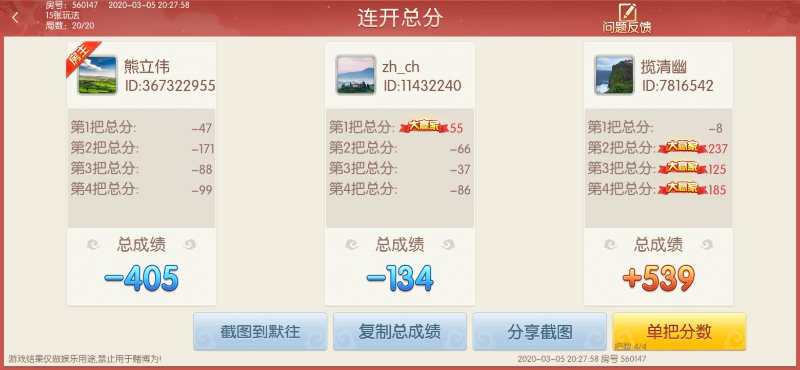 房号：560147 2020-03-05 20:27:58
15张玩法
局数：20/20
连开总分
问题反馈
房主
熊立伟
ID:367322955
第1把总分: -47
第2把总分: -171
第3把总分: -88
第4把总分: -99
总成绩
-405
zh_ch
ID:11432240
第1把总分: 大赢家 55
第2把总分: -66
第3把总分: -37
第4把总分: -86
总成绩
-134
揽清幽
ID:7816542
第1把总分: -8
第2把总分: 大赢家 237
第3把总分: 大赢家 125
第4把总分: 大赢家 185
总成绩
+539
截图到默往
复制总成绩
分享截图
单把分数
把数:4/4
游戏结果仅做娱乐用途,禁止用于赌博为!
2020-03-05 20:27:58 房号 560147